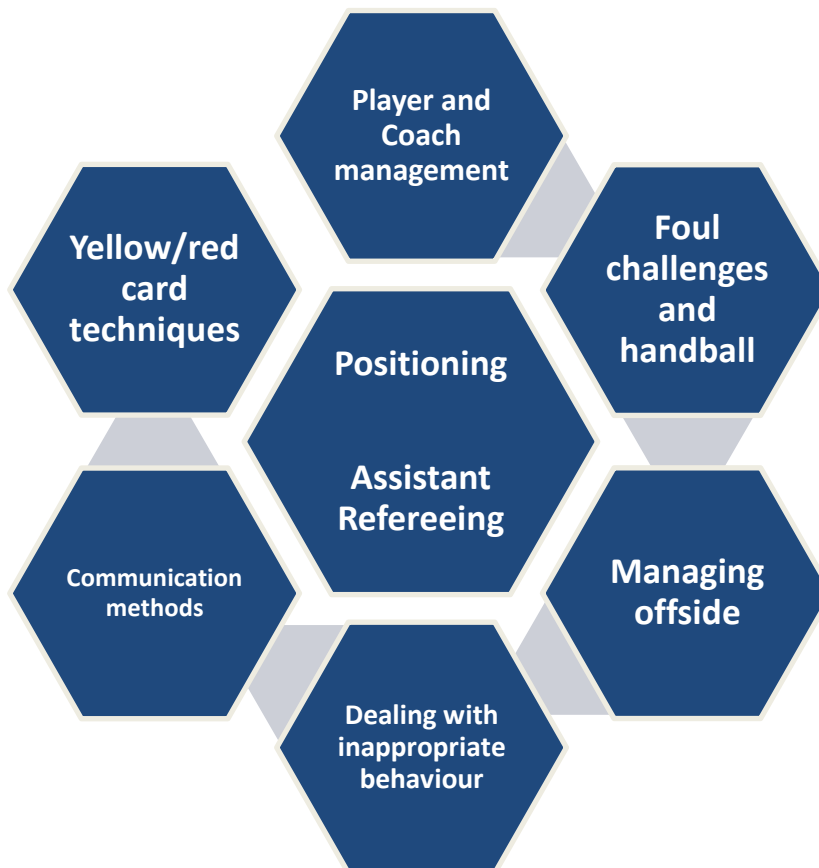 Player and
Coach
management
Yellow/red
card
techniques
Foul
challenges
and
handball
Positioning
Assistant
Refereeing
Communication
methods
Managing
offside
Dealing with
inappropriate
behaviour